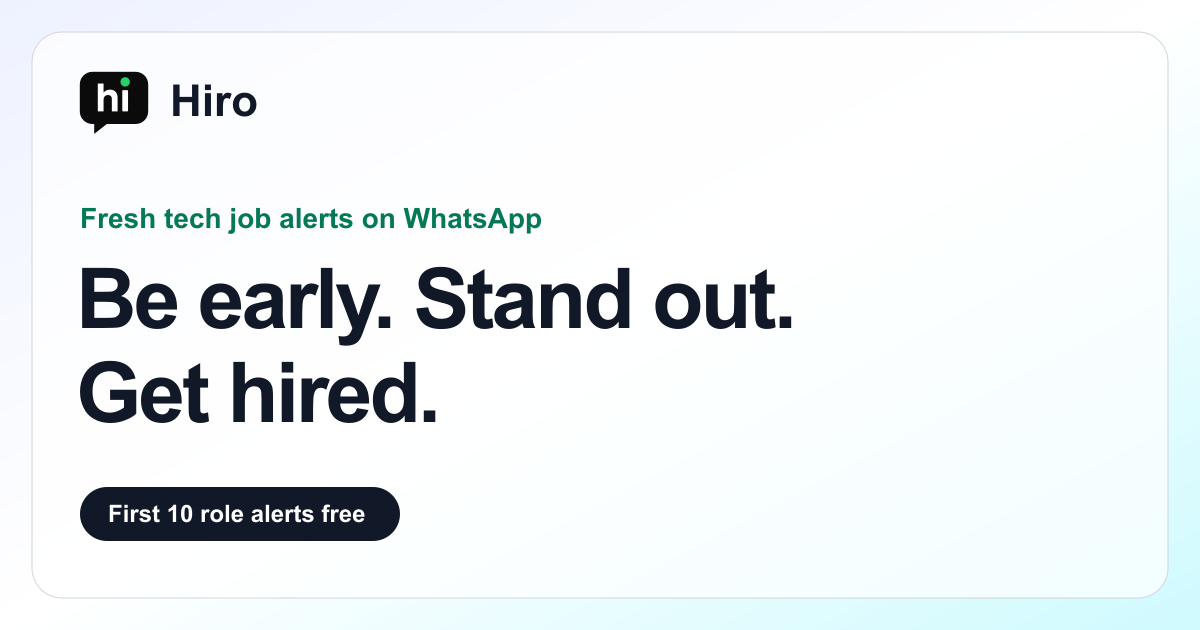 hi
Hiro
Fresh tech job alerts on WhatsApp
Be early. Stand out.
Get hired.
First 10 role alerts free